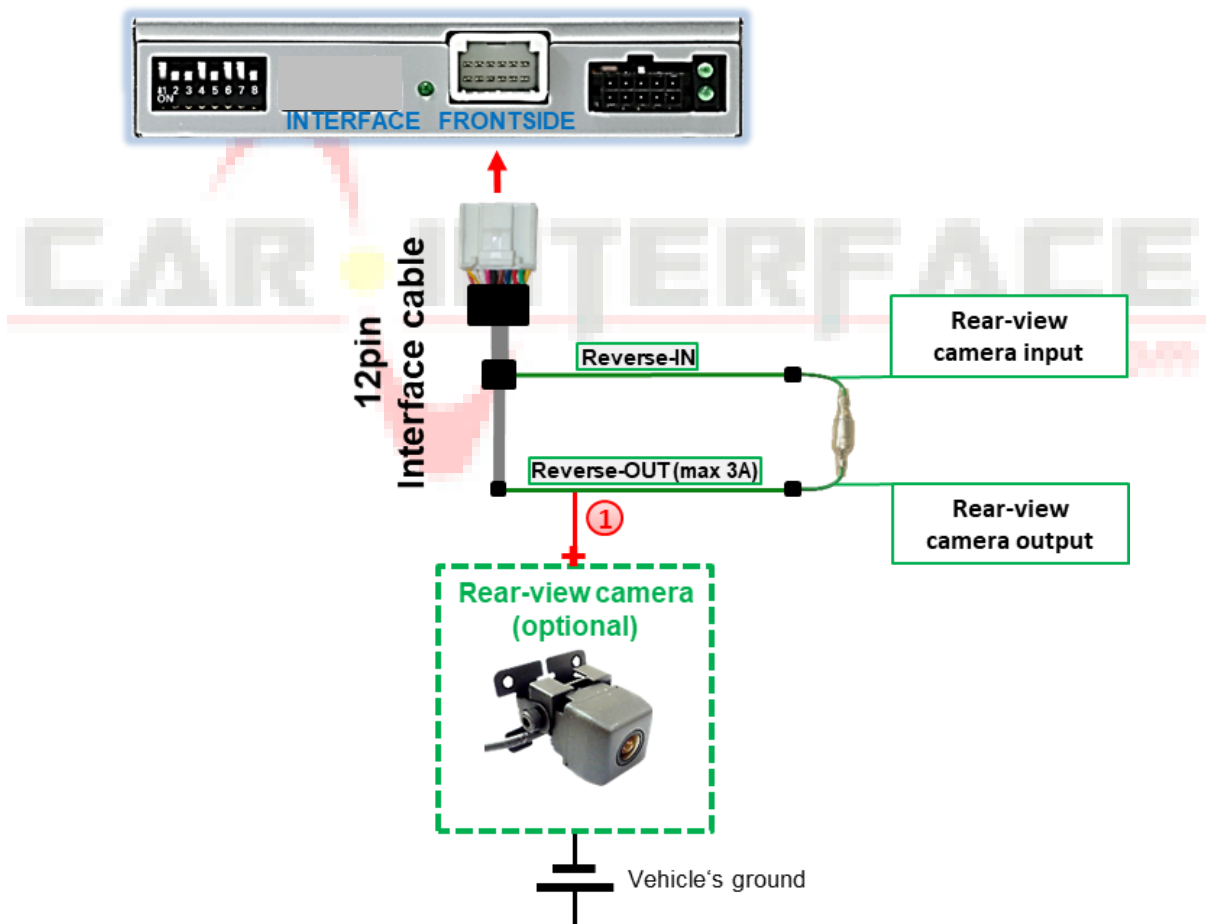 1 2 3 4 5 6 7 8
ON
INTERFACE FRONTSIDE
CAR INTERFACE
12pin
Interface cable
Reverse-IN
Rear-view
camera input
Reverse-OUT (max 3A)
1
Rear-view
camera output
Rear-view camera
(optional)
Vehicle‘s ground